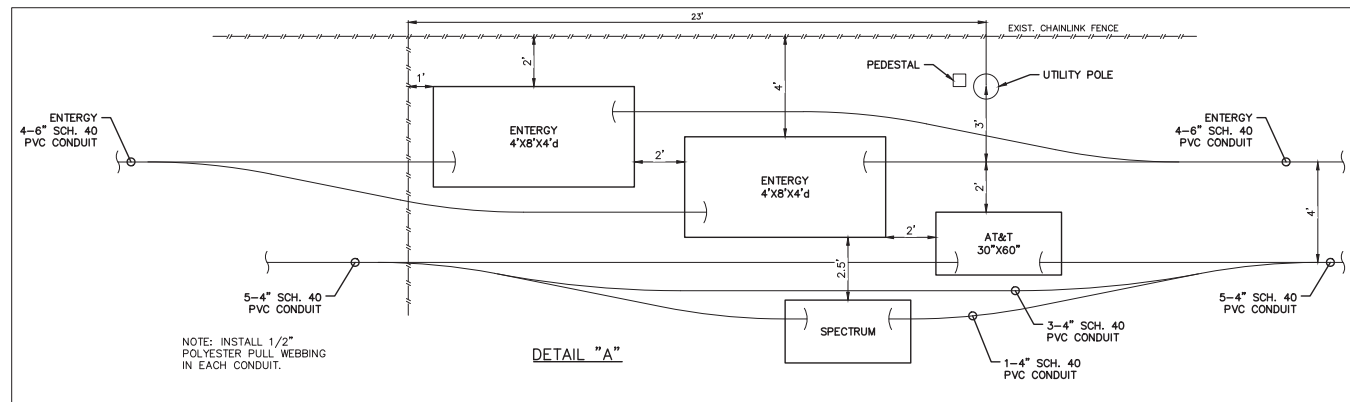 23'
EXIST. CHAINLINK FENCE
2'
4'
1'
PEDESTAL
UTILITY POLE
3'
ENTERGY
4-6" SCH. 40
PVC CONDUIT
ENTERGY
4'X8'X4'd
2'
ENTERGY
4'X8'X4'd
ENTERGY
4-6" SCH. 40
PVC CONDUIT
2'
4'
2'
AT&T
30"X60"
2.5'
5-4" SCH. 40
PVC CONDUIT
SPECTRUM
3-4" SCH. 40
PVC CONDUIT
5-4" SCH. 40
PVC CONDUIT
1-4" SCH. 40
PVC CONDUIT
NOTE: INSTALL 1/2"
POLYESTER PULL WEBBING
IN EACH CONDUIT.
DETAIL "A"